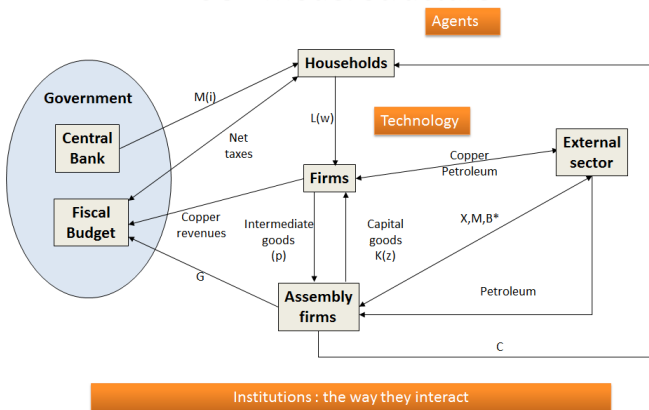 Agents
Households
Government
M(i)
L(w)
Technology
Central
Bank
Net
taxes
External
sector
Copper
Petroleum
Firms
Fiscal
Budget
Copper
revenues
Intermediate
goods
(p)
Capital
goods
K(z)
X,M,B*
G
Assembly
firms
Petroleum
C
Institutions : the way they interact